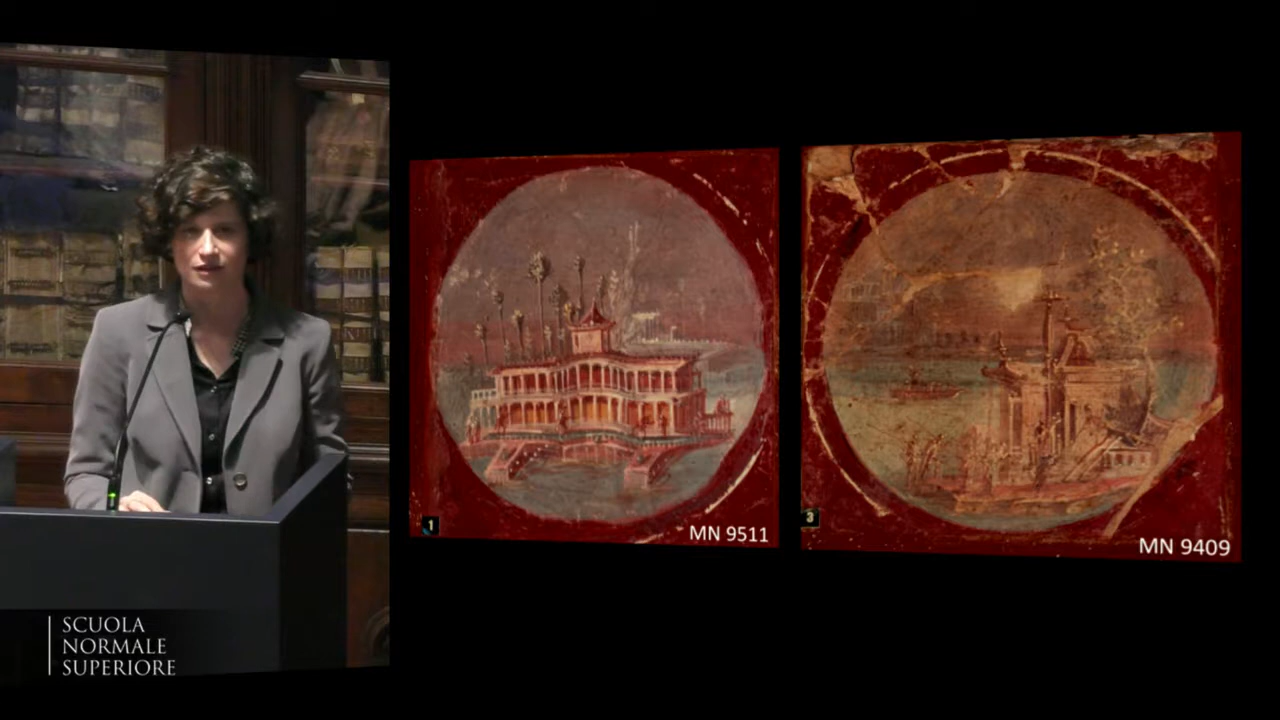 SCUOLA
NORMALE
SUPERIORE
1
MN 9511
3
MN 9409